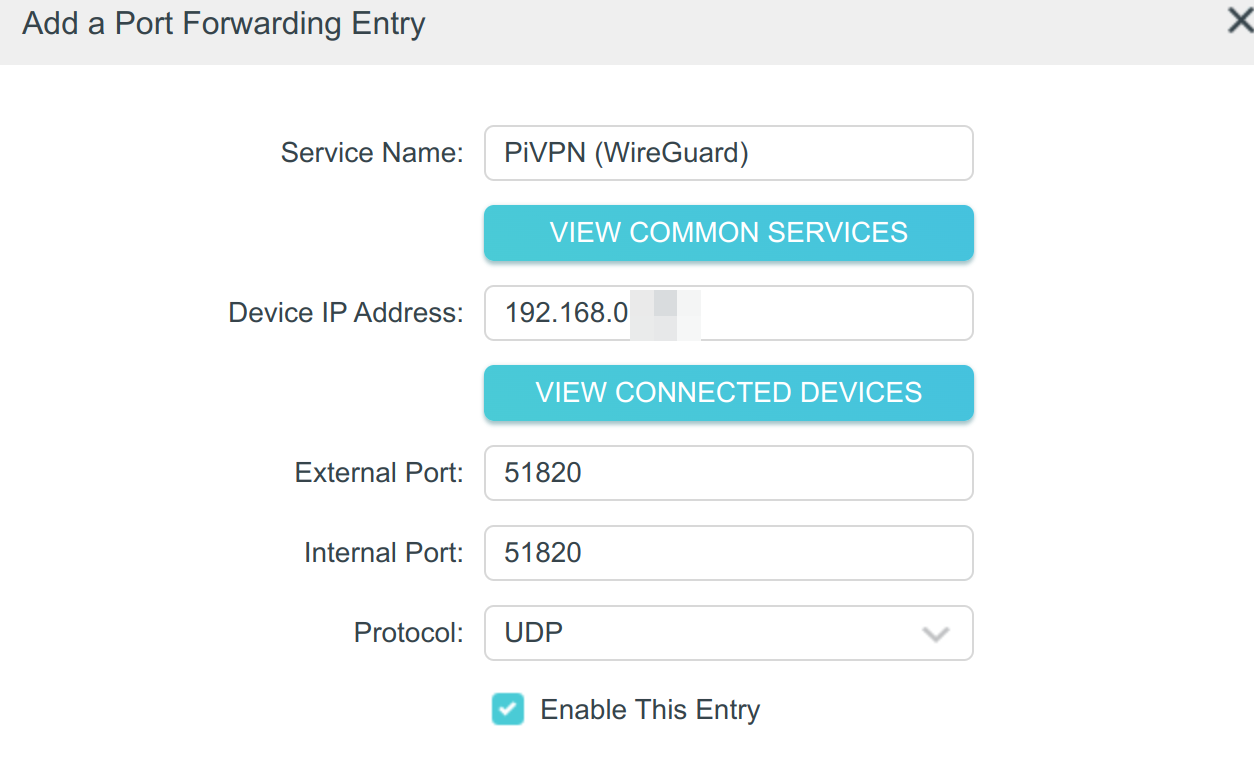 Add a Port Forwarding Entry
Service Name: PiVPN (WireGuard)
VIEW COMMON SERVICES
Device IP Address: 192.168.0
VIEW CONNECTED DEVICES
External Port: 51820
Internal Port: 51820
Protocol: UDP
Enable This Entry